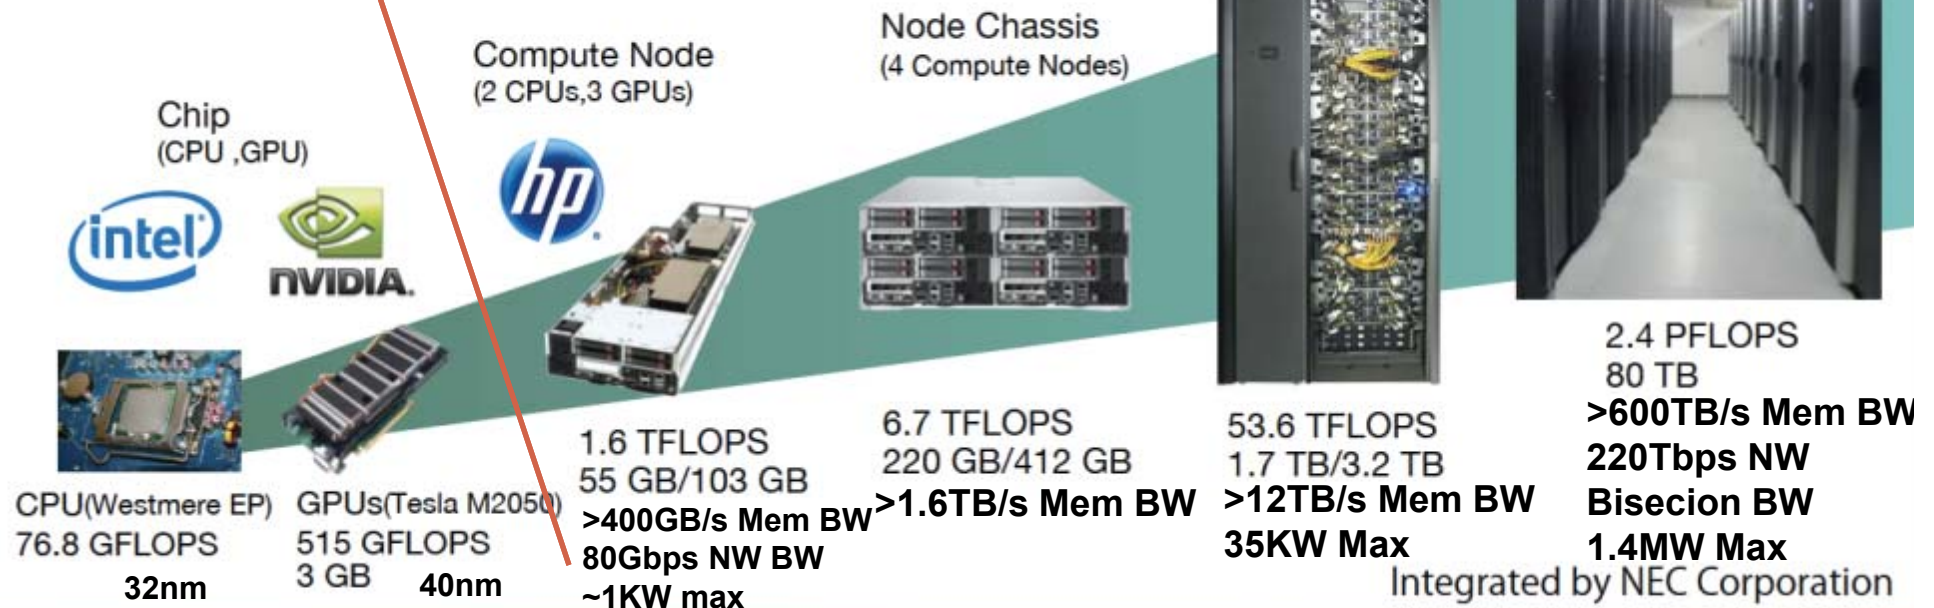 Chip
(CPU ,GPU)
intel
NVIDIA.
CPU(Westmere EP)
76.8 GFLOPS
32nm
GPUs(Tesla M2050)
515 GFLOPS
3 GB
40nm
Compute Node
(2 CPUs,3 GPUs)
hp
1.6 TFLOPS
55 GB/103 GB
>400GB/s Mem BW
80Gbps NW BW
~1KW max
Node Chassis
(4 Compute Nodes)
6.7 TFLOPS
220 GB/412 GB
>1.6TB/s Mem BW
53.6 TFLOPS
1.7 TB/3.2 TB
>12TB/s Mem BW
35KW Max
2.4 PFLOPS
80 TB
>600TB/s Mem BW
220Tbps NW
Bisecion BW
1.4MW Max
Integrated by NEC Corporation